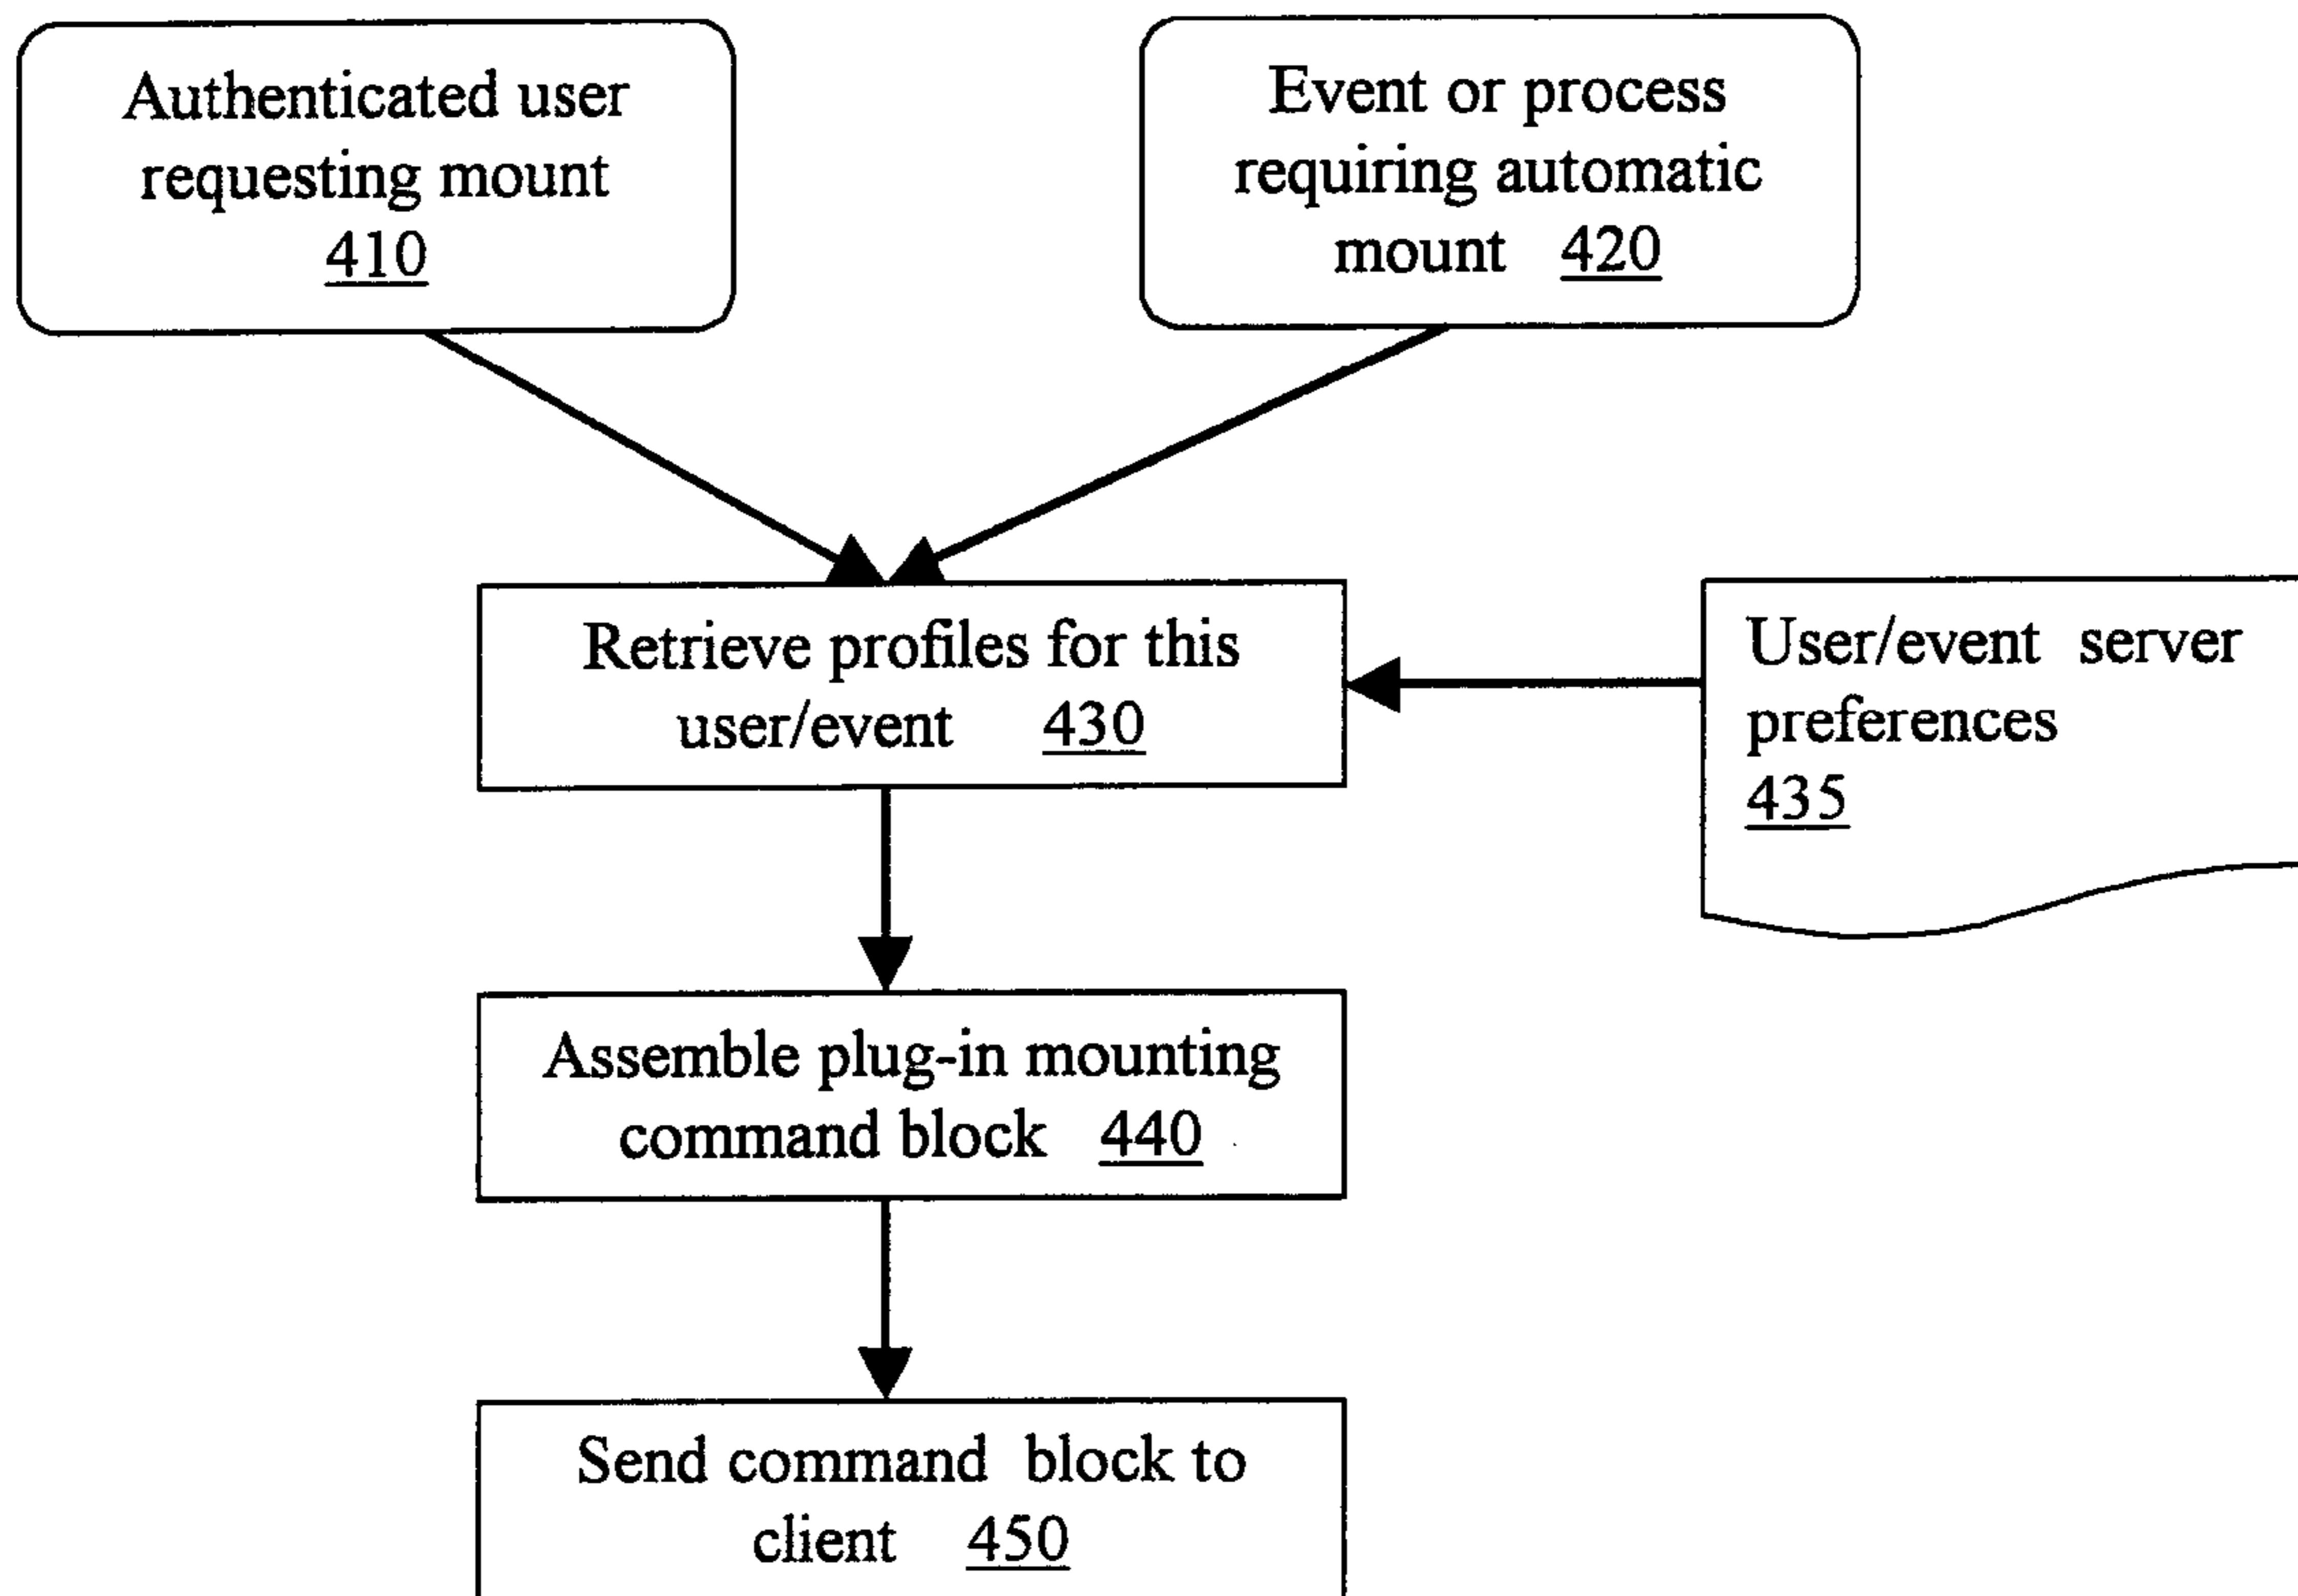 Authenticated user
requesting mount
410
Event or process
requiring automatic
mount 420
Retrieve profiles for this
user/event 430
User/event server
preferences
435
Assemble plug-in mounting
command block 440
Send command block to
client 450